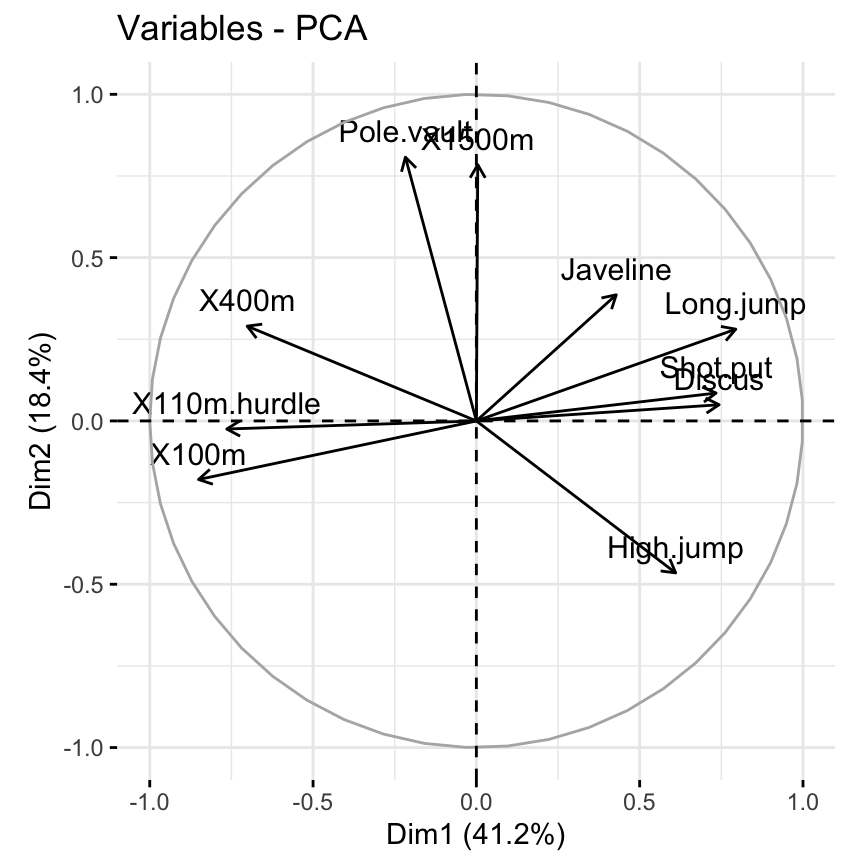 Variables - PCA
1.0
Pole.vault
X1500m
0.5
Javeline
X400m
Long.jump
Shot.put
Discus
X110m.hurdle
0.0
X100m
High.jump
-0.5
-1.0
-1.0 -0.5 0.0 0.5 1.0
Dim1 (41.2%)
Dim2 (18.4%)